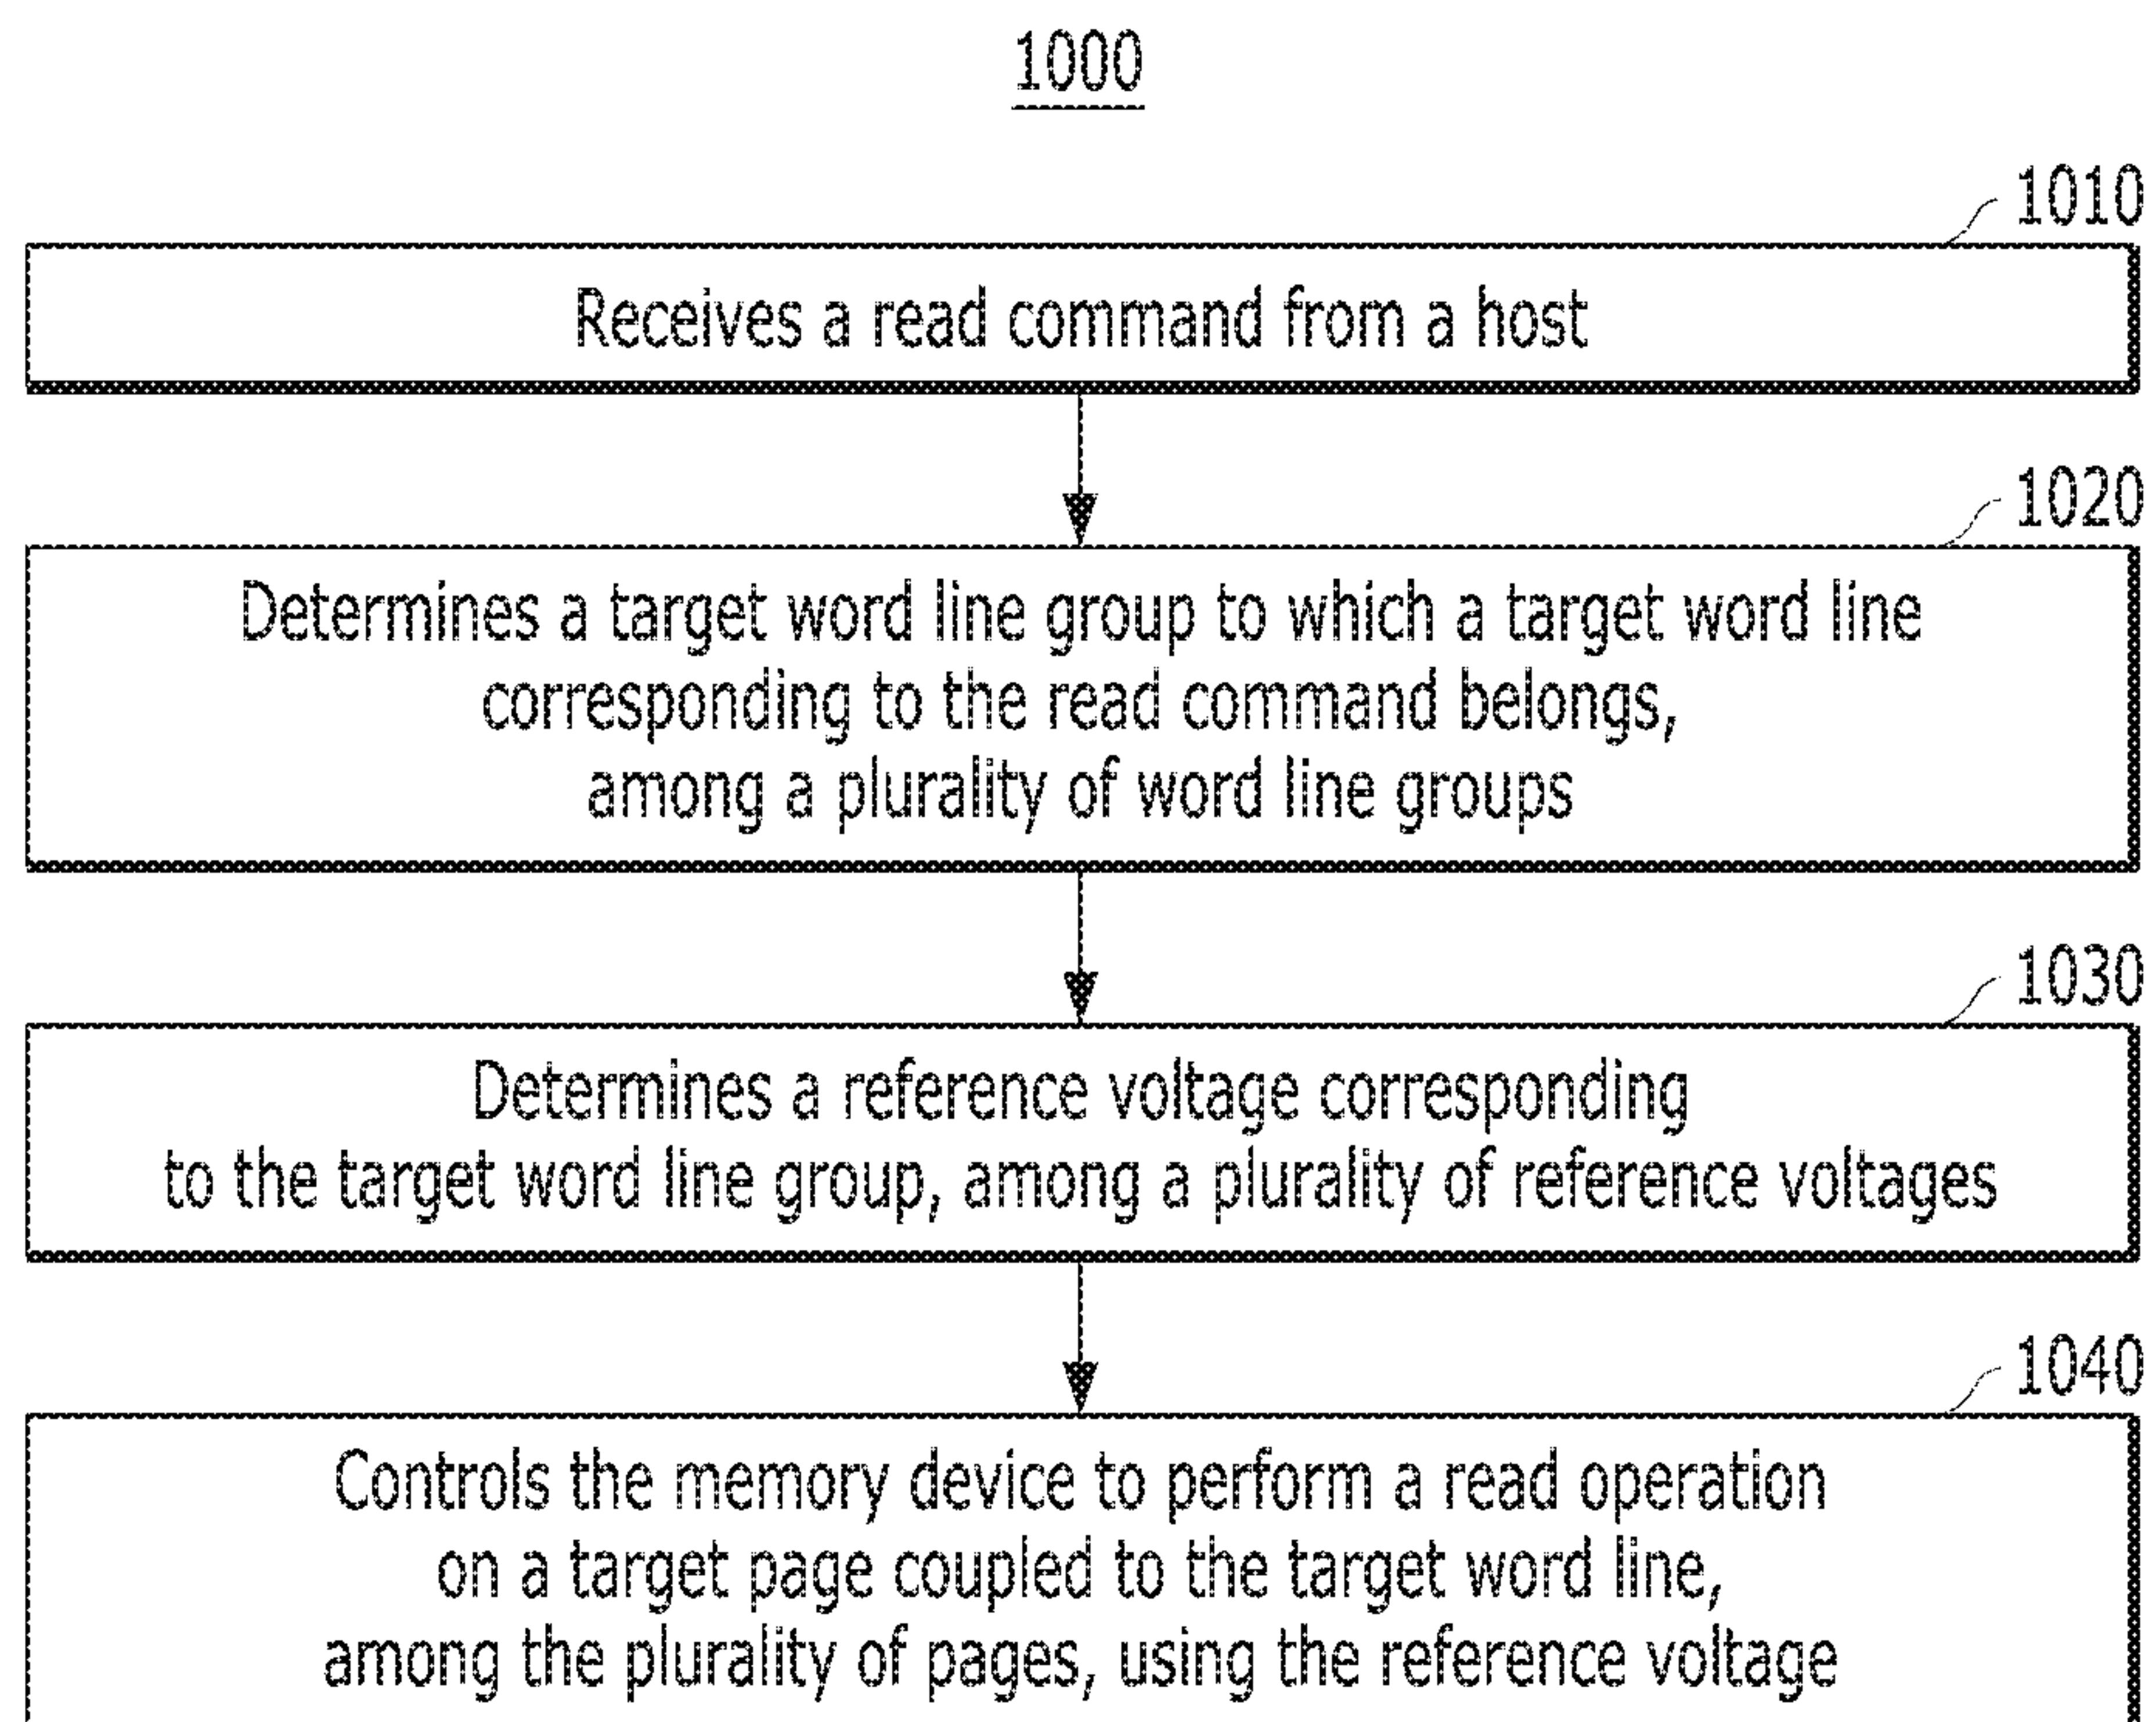 1000
1010
Receives a read command from a host
1020
Determines a target word line group to which a target word line
corresponding to the read command belongs,
among a plurality of word line groups
1030
Determines a reference voltage corresponding
to the target word line group, among a plurality of reference voltages
1040
Controls the memory device to perform a read operation
on a target page coupled to the target word line,
among the plurality of pages, using the reference voltage